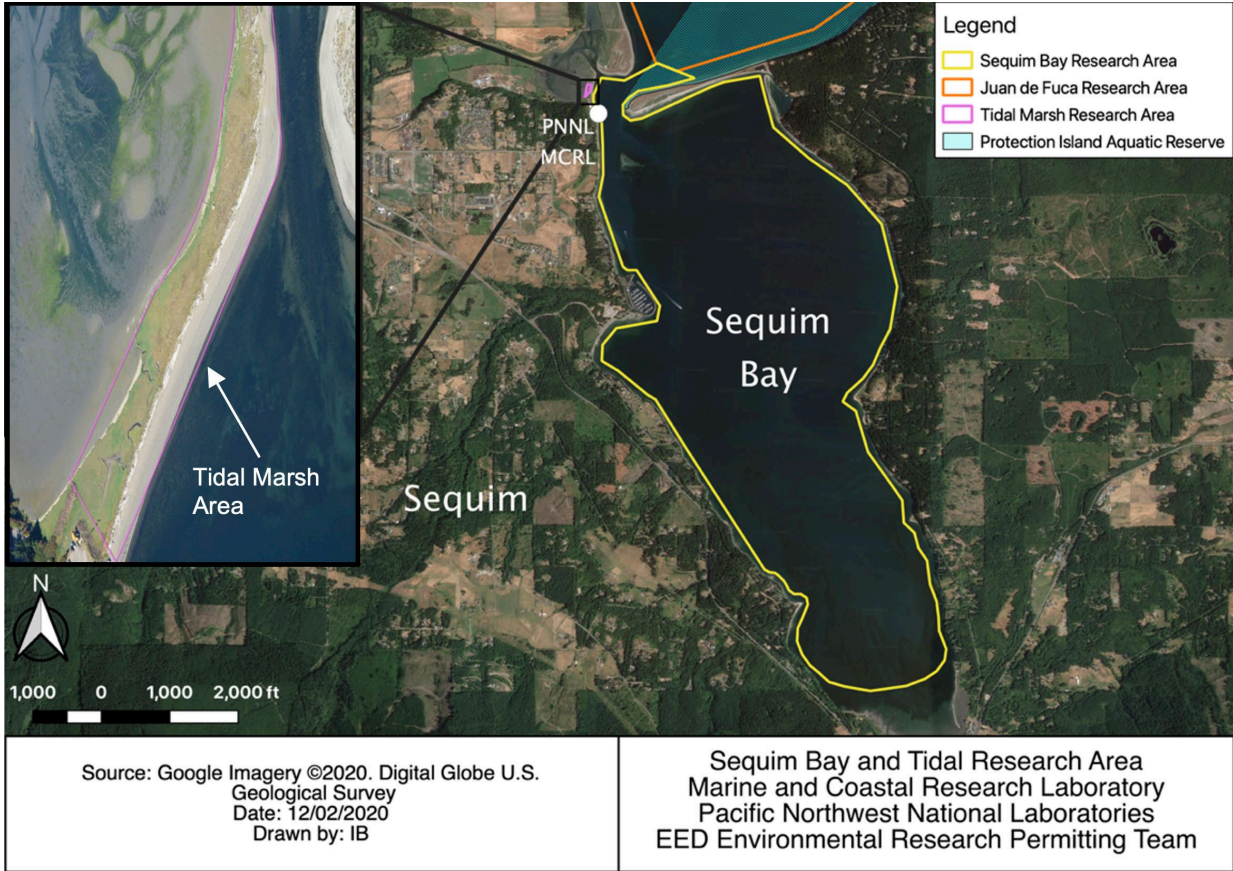 Legend
Sequim Bay Research Area
Juan de Fuca Research Area
Tidal Marsh Research Area
Protection Island Aquatic Reserve
PNNL
MCRL
Sequim
Bay
Tidal Marsh
Area
Sequim
N
1,000 0 1,000 2,000 ft
Source: Google Imagery ©2020. Digital Globe U.S.
Geological Survey
Date: 12/02/2020
Drawn by: IB
Sequim Bay and Tidal Research Area
Marine and Coastal Research Laboratory
Pacific Northwest National Laboratories
EED Environmental Research Permitting Team